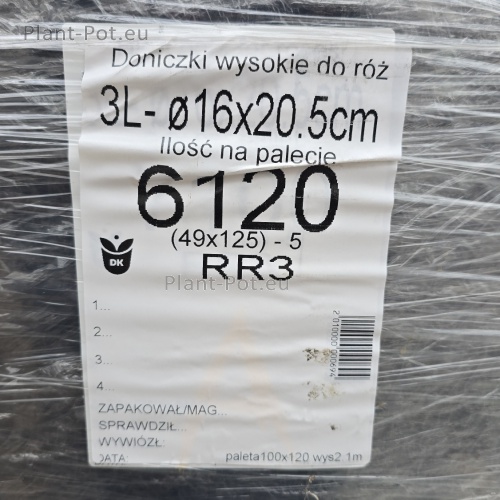 Plant-Pot.eu
Doniczki wysokie do róż
3L- ø16x20.5cm
Ilość na palecie
6120
(49x125) - 5
DK
RR3
Plant-Pot.eu
1...
2...
3...
4...
ZAPAKOWAŁ/MAG...
SPRAWDZIŁ...
WYWIÓZŁ:
DATA:
paleta100x120 wys2.1m